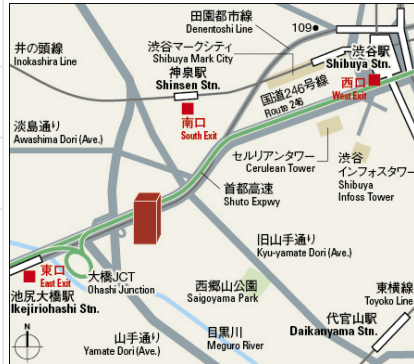 田園都市線
Denentoshi Line
109
井の頭線
Inokashira Line
渋谷マークシティ
Shibuya Mark City
渋谷駅
Shibuya Stn.
神泉駅
Shinsen Stn.
国道246号線
Route 246
西口
West Exit
南口
South Exit
淡島通り
Awashima Dori (Ave.)
セルリアンタワー
Cerulean Tower
渋谷
インフォスタワー
Shibuya
Infoss Tower
首都高速
Shuto Expwy
旧山手通り
Kyu-yamate Dori (Ave.)
東口
East Exit
大橋JCT
Ohashi Junction
西郷山公園
Saigoyama Park
池尻大橋駅
Ikejiriohashi Stn.
東横線
Toyoko Line
代官山駅
Daikanyama Stn.
目黒川
Meguro River
山手通り
Yamate Dori (Ave.)
N